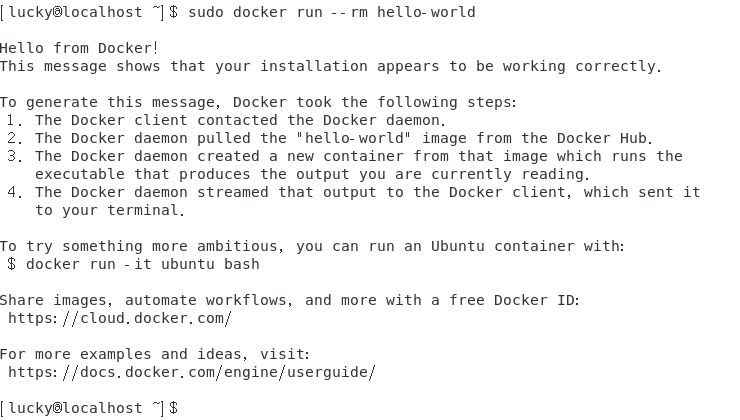 [lucky@localhost ~]$ sudo docker run --rm hello-world

Hello from Docker!
This message shows that your installation appears to be working correctly.

To generate this message, Docker took the following steps:
 1. The Docker client contacted the Docker daemon.
 2. The Docker daemon pulled the "hello-world" image from the Docker Hub.
 3. The Docker daemon created a new container from that image which runs the
    executable that produces the output you are currently reading.
 4. The Docker daemon streamed that output to the Docker client, which sent it
    to your terminal.

To try something more ambitious, you can run an Ubuntu container with:
 $ docker run -it ubuntu bash

Share images, automate workflows, and more with a free Docker ID:
 https://cloud.docker.com/

For more examples and ideas, visit:
 https://docs.docker.com/engine/userguide/

[lucky@localhost ~]$